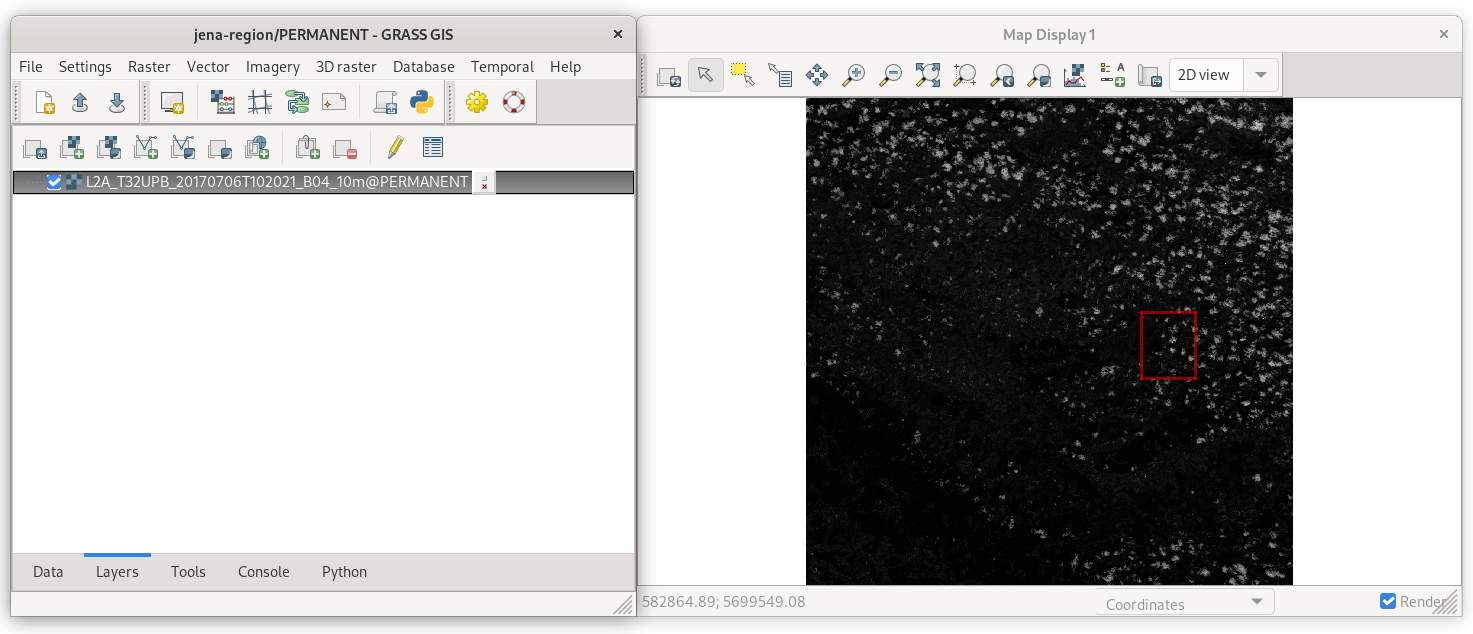 jena-region/PERMANENT - GRASS GIS
File Settings Raster Vector Imagery 3D raster Database Temporal Help
L2A_T32UPB_20170706T102021_B04_10m@PERMANENT
Data Layers Tools Console Python
Map Display 1
2D view
582864.89; 5699549.08
Coordinates
Render